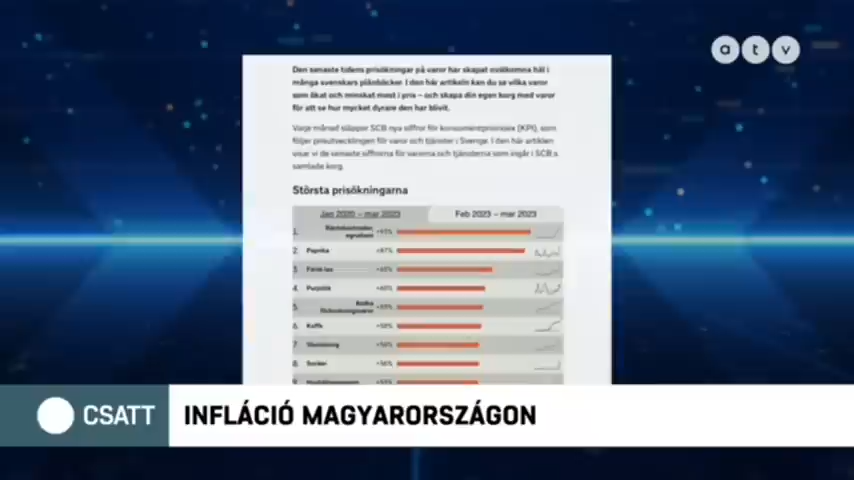 atv
Den senaste tidens prisökningar på varor har skapat ovälkomna hål i
många svenskars plånböcker. I den här artikeln kan du se vilka varor
som ökat och minskat mest i pris – och skapa din egen korg med varor
för att se hur mycket dyrare den har blivit.
Varje månad släpper SCB nya siffror för konsumentprisindex (KPI), som
följer prisutvecklingen för varor och tjänster i Sverige. I den här artikeln
visar vi de senaste siffrorna för varorna och tjänsterna som ingår i SCB:s
samlade korg.
Största prisökningarna
Jan 2020 – mar 2023 Feb 2023 – mar 2023
1.
2. Paprika
3.
4. Purjolök
5.
6. Kaffe
7.
8. Socker
9.
CSATT INFLÁCIÓ MAGYARORSZÁGON